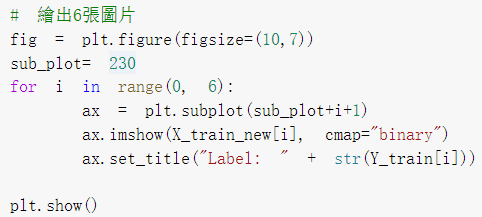 # 繪出6張圖片
fig = plt.figure(figsize=(10,7))
sub_plot= 230
for i in range(0, 6):
    ax = plt.subplot(sub_plot+i+1)
    ax.imshow(X_train_new[i], cmap="binary")
    ax.set_title("Label: " + str(Y_train[i]))
plt.show()